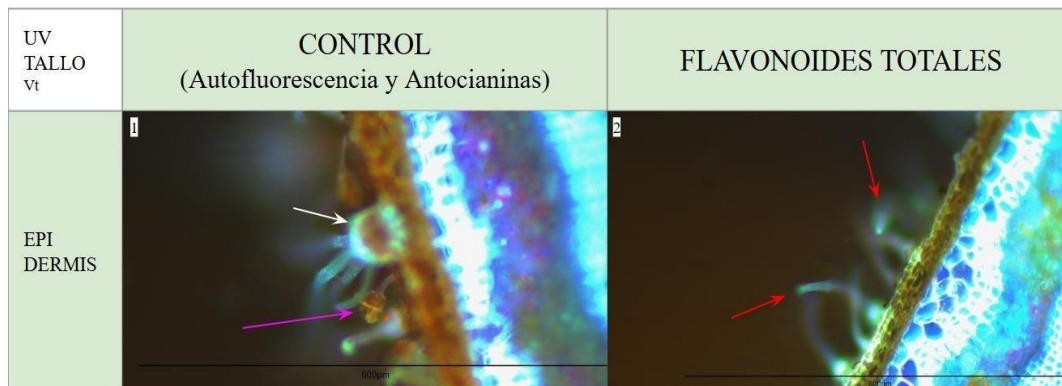 UV
TALLO
Vt
CONTROL
(Autofluorescencia y Antocianinas)
FLAVONOIDES TOTALES
EPI
DERMIS
1
600μm
2